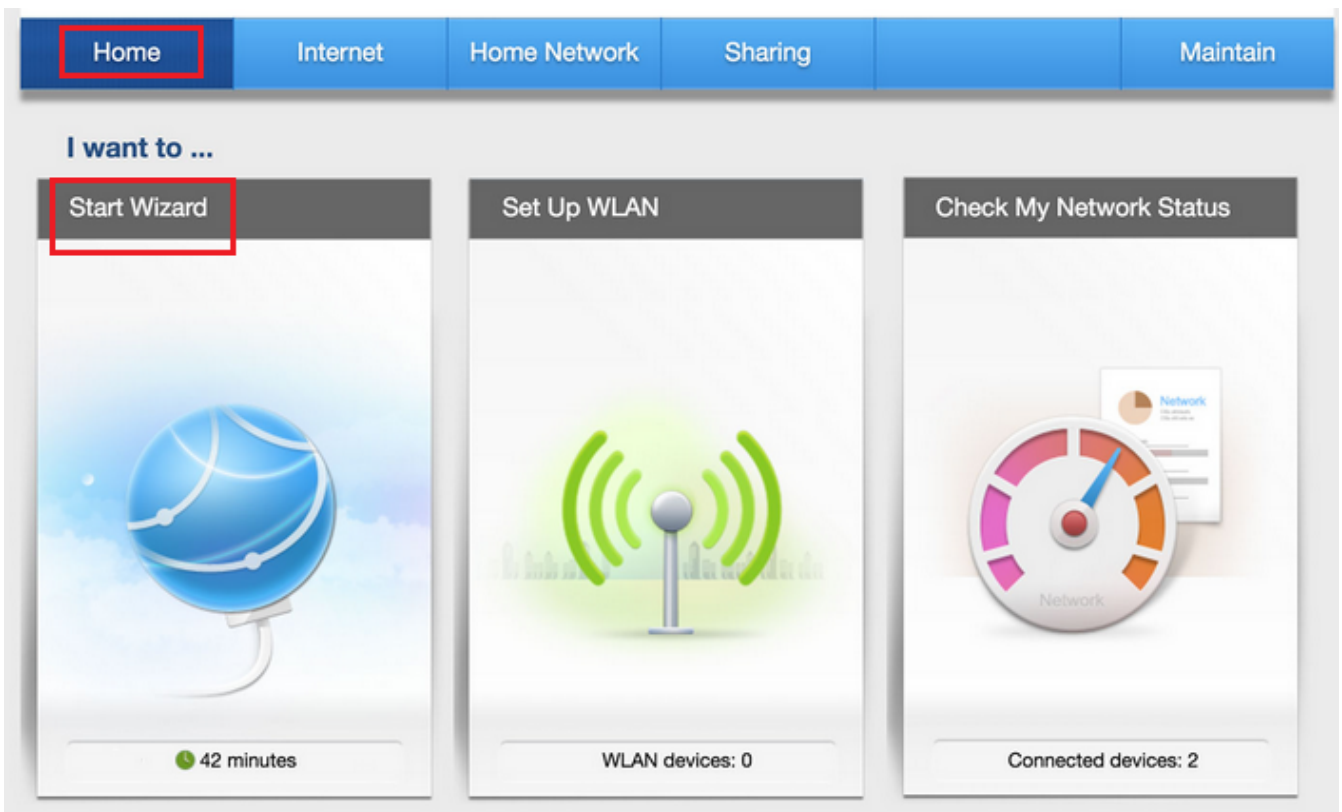 Home Internet Home Network Sharing Maintain
I want to ...
Start Wizard
Set Up WLAN
Check My Network Status
Network
Network
42 minutes
WLAN devices: 0
Connected devices: 2